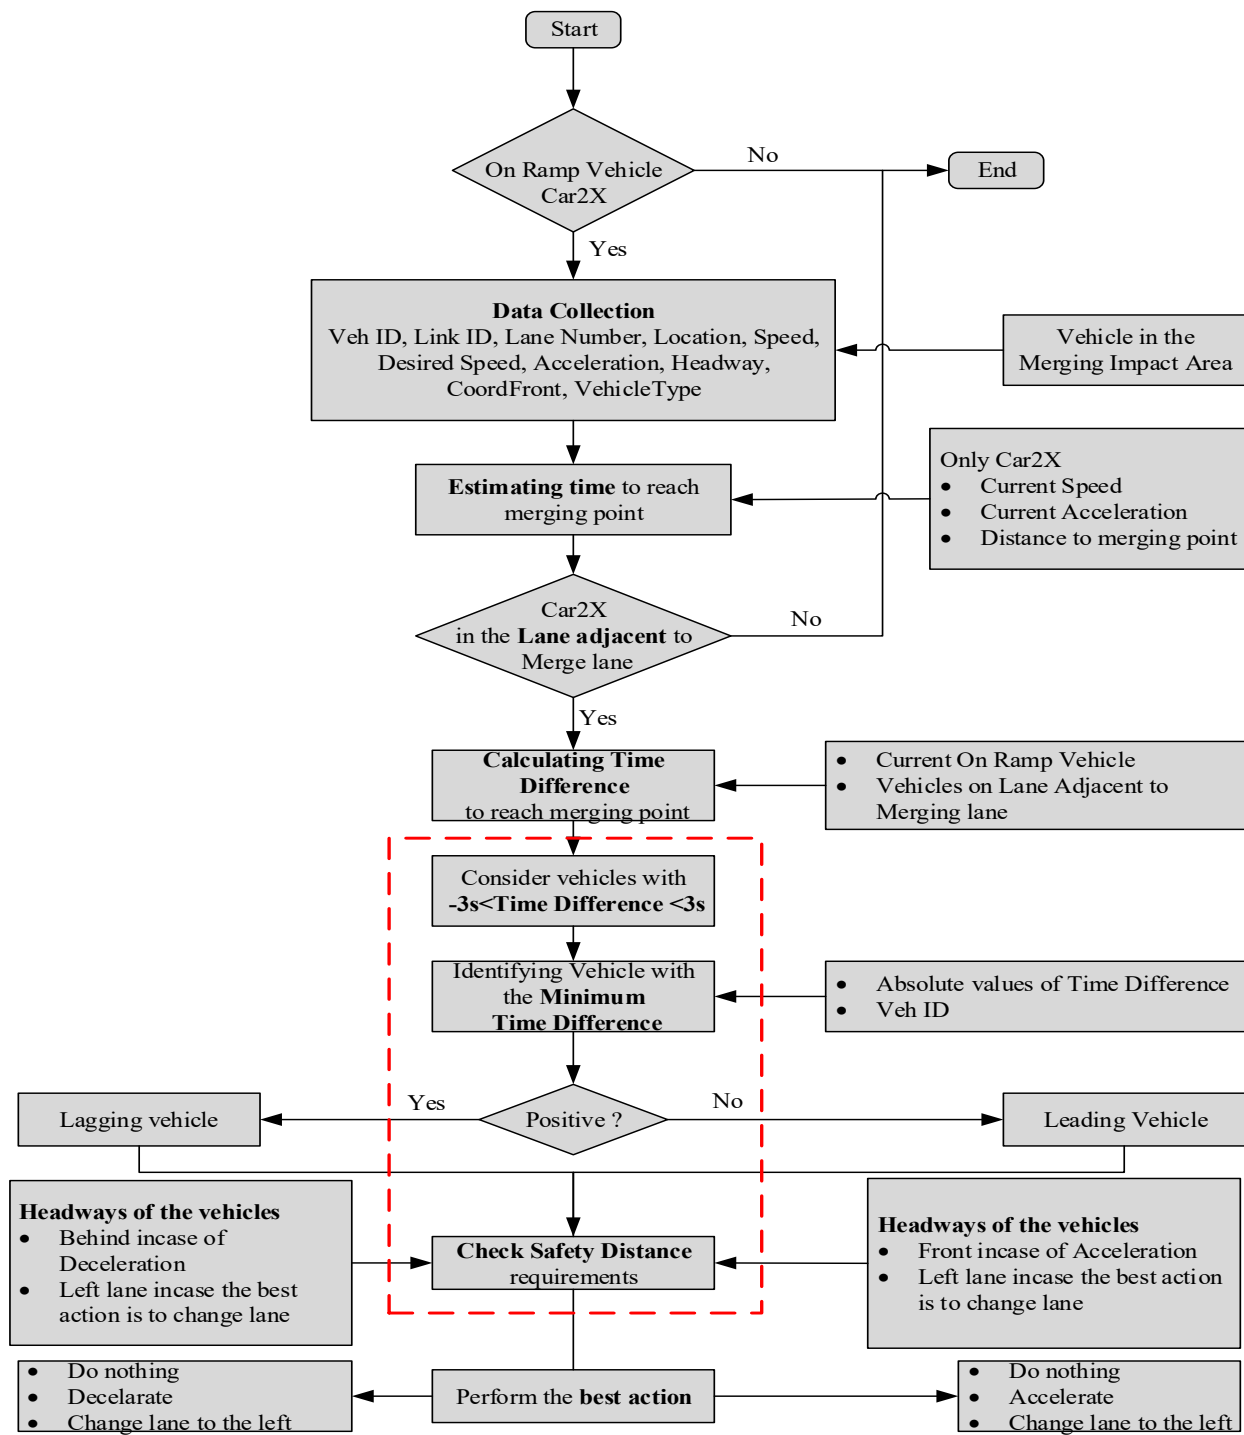 Start
On Ramp Vehicle
Car2X
No
End
Yes
Data Collection
Veh ID, Link ID, Lane Number, Location, Speed,
Desired Speed, Acceleration, Headway,
CoordFront, VehicleType
Vehicle in the
Merging Impact Area
Estimating time to reach
merging point
Only Car2X
• Current Speed
• Current Acceleration
• Distance to merging point
Car2X
in the Lane adjacent to
Merge lane
No
Yes
Calculating Time
Difference
to reach merging point
• Current On Ramp Vehicle
• Vehicles on Lane Adjacent to
Merging lane
Consider vehicles with
-3s<Time Difference <3s
Identifying Vehicle with
the Minimum
Time Difference
• Absolute values of Time Difference
• Veh ID
Lagging vehicle
Yes
Positive ?
No
Leading Vehicle
Headways of the vehicles
• Behind incase of
Deceleration
• Left lane incase the best
action is to change lane
Check Safety Distance
requirements
Headways of the vehicles
• Front incase of Acceleration
• Left lane incase the best action
is to change lane
• Do nothing
• Decelarate
• Change lane to the left
Perform the best action
• Do nothing
• Accelerate
• Change lane to the left